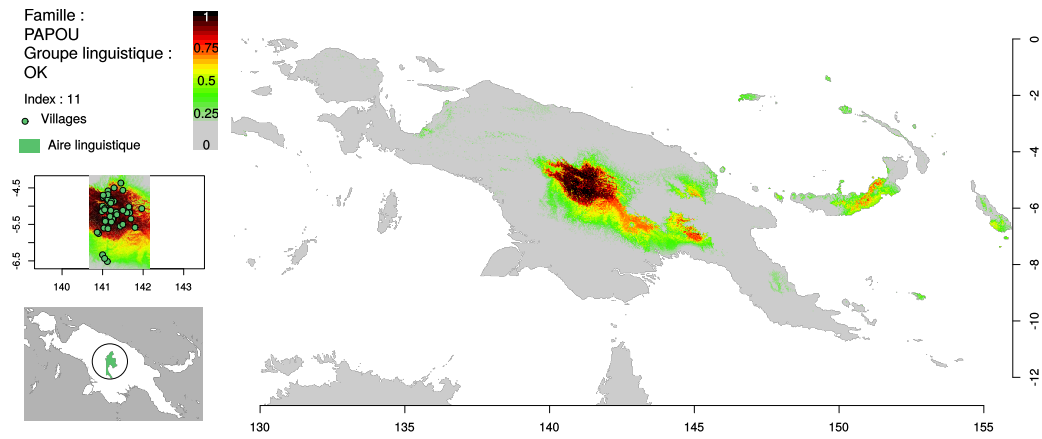 Famille :
PAPOU
Groupe linguistique :
OK
Index : 11
Villages
Aire linguistique
1
0.75
0.5
0.25
0
-4.5
-5.5
-6.5
140 141 142 143
0
-2
-4
-6
-8
-10
-12
130 135 140 145 150 155